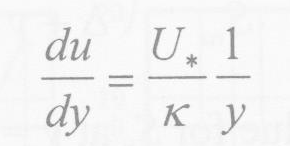 du/dy = U_*/κ 1/y